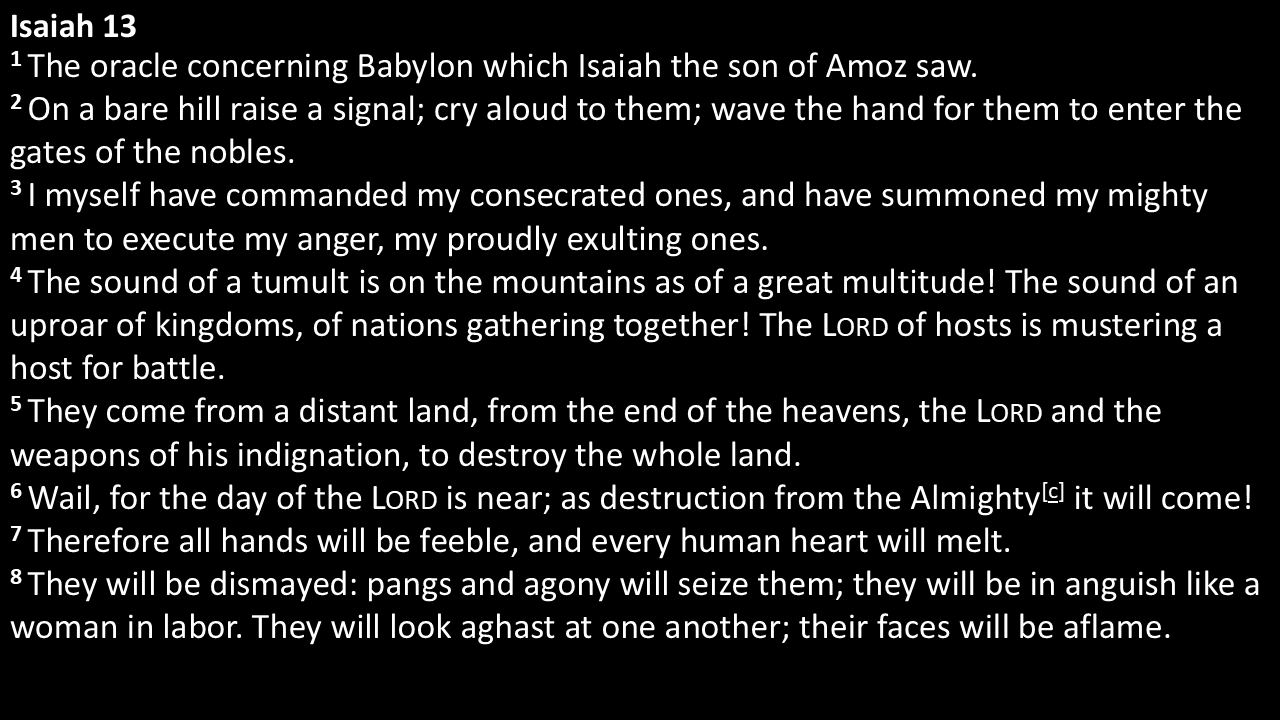 Isaiah 13
1 The oracle concerning Babylon which Isaiah the son of Amoz saw.
2 On a bare hill raise a signal; cry aloud to them; wave the hand for them to enter the
gates of the nobles.
3 I myself have commanded my consecrated ones, and have summoned my mighty
men to execute my anger, my proudly exulting ones.
4 The sound of a tumult is on the mountains as of a great multitude! The sound of an
uproar of kingdoms, of nations gathering together! The LORD of hosts is mustering a
host for battle.
5 They come from a distant land, from the end of the heavens, the LORD and the
weapons of his indignation, to destroy the whole land.
6 Wail, for the day of the LORD is near; as destruction from the Almighty[c] it will come!
7 Therefore all hands will be feeble, and every human heart will melt.
8 They will be dismayed: pangs and agony will seize them; they will be in anguish like a
woman in labor. They will look aghast at one another; their faces will be aflame.